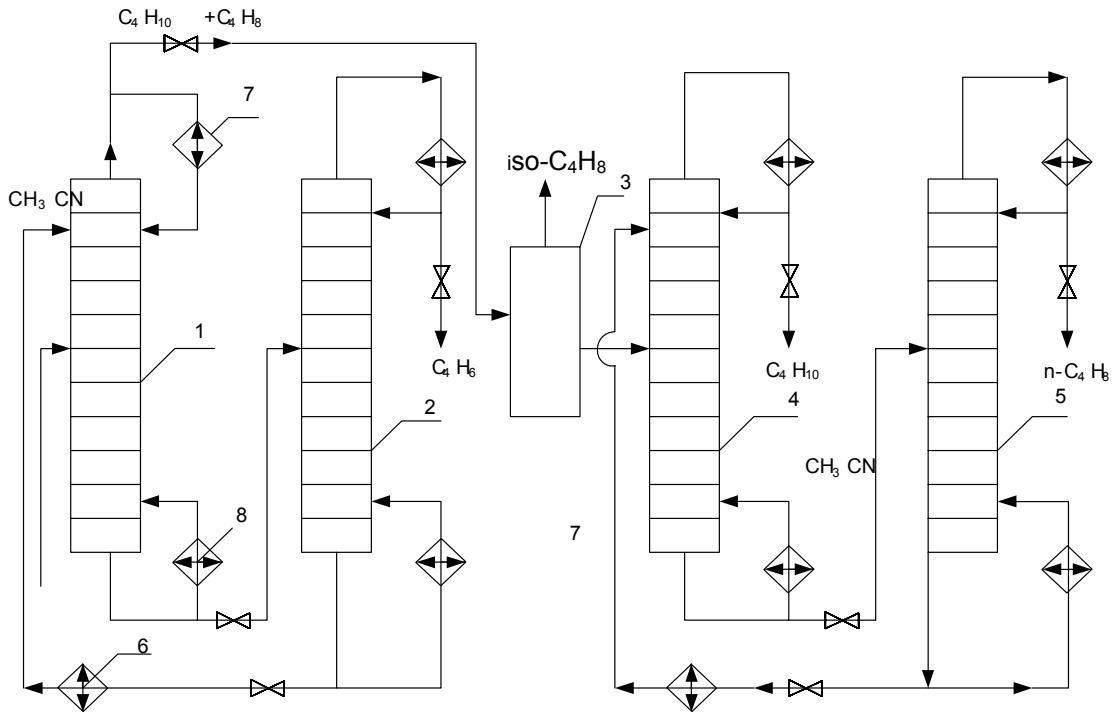 C₄ H₁₀ +C₄ H₈
7
iso-C₄H₈
3
CH₃ CN
1
C₄ H₆
C₄ H₁₀
n-C₄ H₈
2
4
5
CH₃ CN
8
7
6